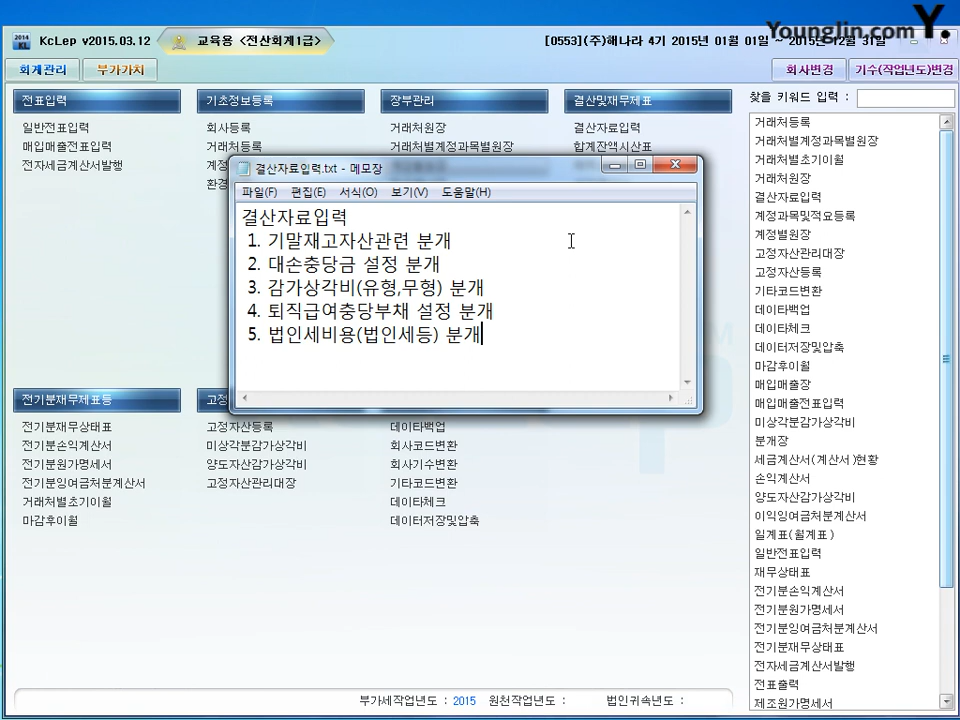 Younglin.com Y.
2014 KL KcLep v2015.03.12 교육용 <전산회계1급> [0553](주)해나라 4기 2015년 01월 01일 ~ 2015년 12월 31일
회계관리 부가가치 회사변경 기수(작업년도)변경
전표입력
일반전표입력
매입매출전표입력
전자세금계산서발행
기초정보등록
회사등록
거래처등록
장부관리
거래처원장
거래처별계정과목별원장
결산및재무제표
결산자료입력
합계잔액시산표
결산자료입력.txt - 메모장
파일(F) 편집(E) 서식(O) 보기(V) 도움말(H)
결산자료입력
1. 기말재고자산관련 분개
2. 대손충당금 설정 분개
3. 감가상각비(유형,무형) 분개
4. 퇴직급여충당부채 설정 분개
5. 법인세비용(법인세등) 분개
전기분재무제표등
전기분재무상태표
전기분손익계산서
전기분원가명세서
전기분잉여금처분계산서
거래처별초기이월
마감후이월
고정자산등록
미상각분감가상각비
양도자산감가상각비
고정자산관리대장
데이타백업
회사코드변환
회사기수변환
기타코드변환
데이타체크
데이터저장및압축
찾을 키워드 입력 :
거래처등록
거래처별계정과목별원장
거래처별초기이월
거래처원장
결산자료입력
계정과목및적요등록
계정별원장
고정자산관리대장
고정자산등록
기타코드변환
데이타백업
데이타체크
데이터저장및압축
마감후이월
매입매출장
매입매출전표입력
미상각분감가상각비
분개장
세금계산서(계산서)현황
손익계산서
양도자산감가상각비
이익잉여금처분계산서
일계표(월계표)
일반전표입력
재무상태표
전기분손익계산서
전기분원가명세서
전기분잉여금처분계산서
전기분재무상태표
전자세금계산서발행
전표출력
제조원가명세서
부가세작업년도 : 2015 원천작업년도 : 법인귀속년도 :